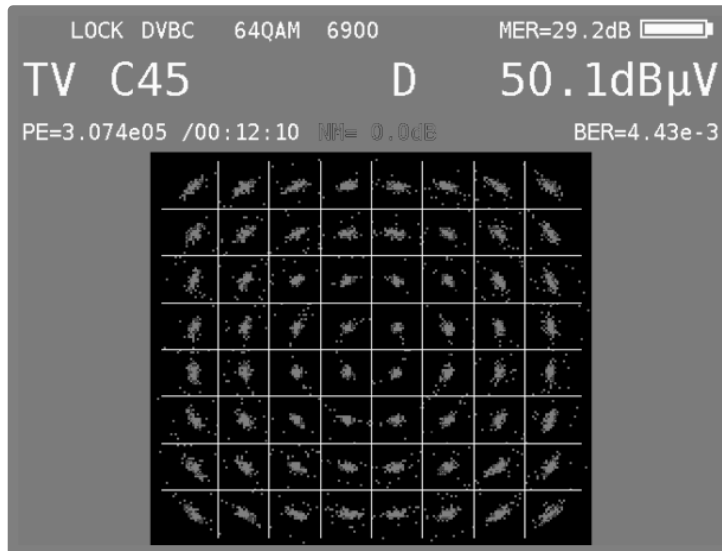 LOCK DVBC 64QAM 6900 MER=29.2dB
TV C45 D 50.1dBµV
PE=3.074e05 /00:12:10 NM= 0.0dB BER=4.43e-3